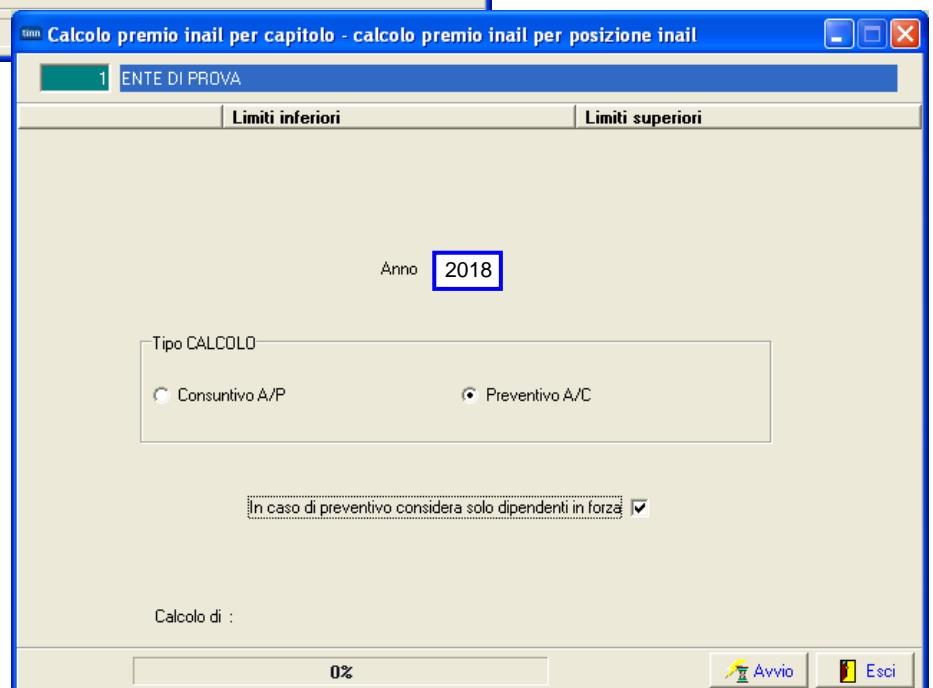 tinn Calcolo premio inail per capitolo - calcolo premio inail per posizione inail
1 ENTE DI PROVA
Limiti inferiori Limiti superiori
Anno 2018
Tipo CALCOLO
Consuntivo A/P Preventivo A/C
In caso di preventivo considera solo dipendenti in forza
Calcolo di :
0% Avvio Esci